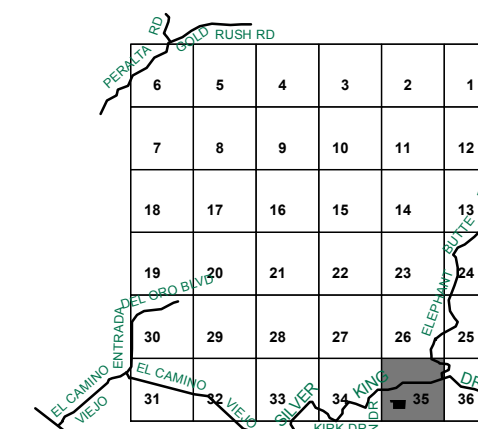 PERALTA RD
GOLD RUSH RD
6 5 4 3 2 1
7 8 9 10 11 12
18 17 16 15 14 13
ELEPHANT BUTTE
19 20 21 22 23 24
ENTRADA DEL ORO BLVD
30 29 28 27 26 25
EL CAMINO VIEJO
EL CAMINO VIEJO
31 32 33 34 35 36
SILVER KING
DR
KIRK DR
N DR